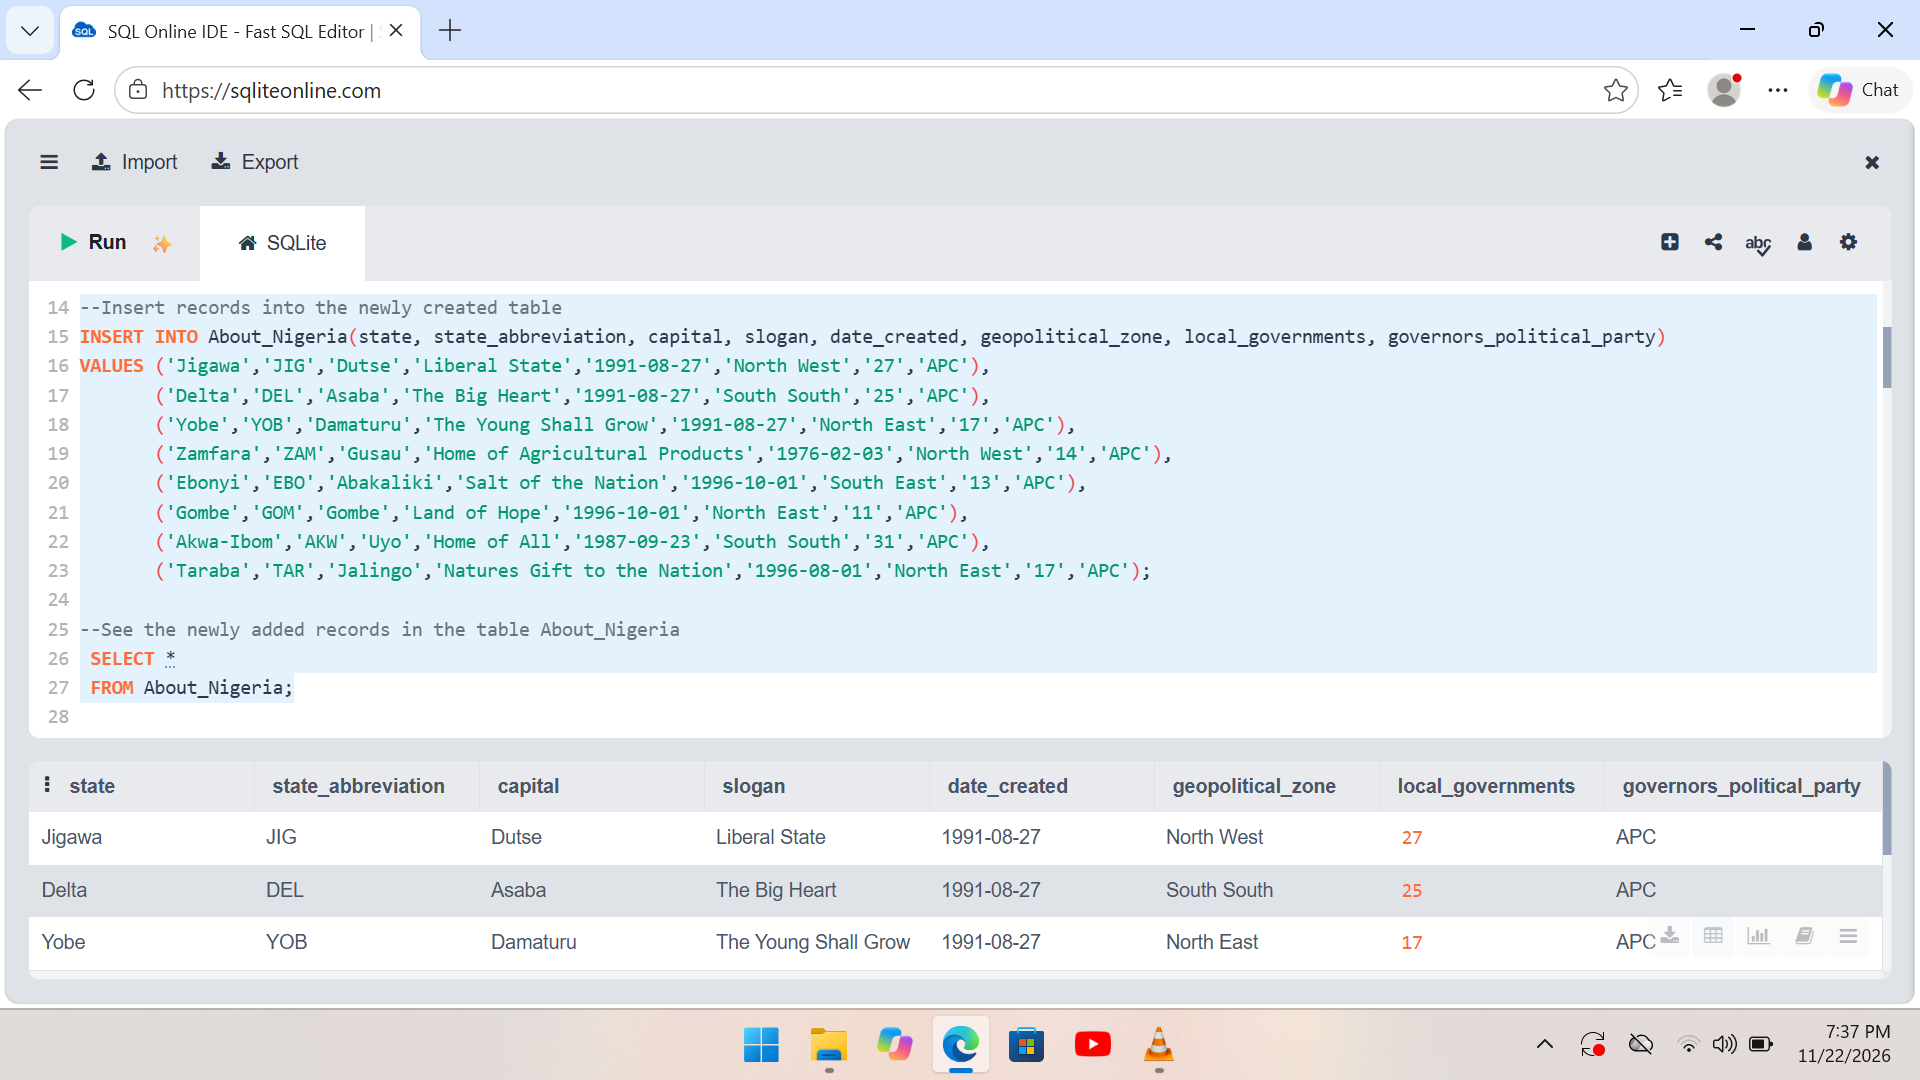 SQL Online IDE - Fast SQL Editor |
https://sqliteonline.com
Chat
Import
Export
Run
SQLite
abc
14 --Insert records into the newly created table
15 INSERT INTO About_Nigeria(state, state_abbreviation, capital, slogan, date_created, geopolitical_zone, local_governments, governors_political_party)
16 VALUES ('Jigawa','JIG','Dutse','Liberal State','1991-08-27','North West','27','APC'),
17 ('Delta','DEL','Asaba','The Big Heart','1991-08-27','South South','25','APC'),
18 ('Yobe','YOB','Damaturu','The Young Shall Grow','1991-08-27','North East','17','APC'),
19 ('Zamfara','ZAM','Gusau','Home of Agricultural Products','1976-02-03','North West','14','APC'),
20 ('Ebonyi','EBO','Abakaliki','Salt of the Nation','1996-10-01','South East','13','APC'),
21 ('Gombe','GOM','Gombe','Land of Hope','1996-10-01','North East','11','APC'),
22 ('Akwa-Ibom','AKW','Uyo','Home of All','1987-09-23','South South','31','APC'),
23 ('Taraba','TAR','Jalingo','Natures Gift to the Nation','1996-08-01','North East','17','APC');
24
25 --See the newly added records in the table About_Nigeria
26 SELECT *
27 FROM About_Nigeria;
28
state state_abbreviation capital slogan date_created geopolitical_zone local_governments governors_political_party
Jigawa JIG Dutse Liberal State 1991-08-27 North West 27 APC
Delta DEL Asaba The Big Heart 1991-08-27 South South 25 APC
Yobe YOB Damaturu The Young Shall Grow 1991-08-27 North East 17 APC
7:37 PM
11/22/2026